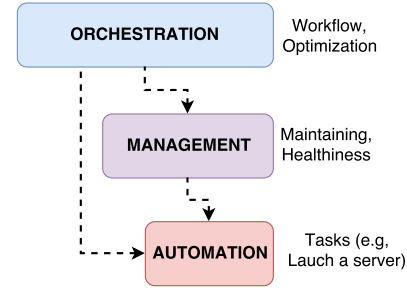 ORCHESTRATION
Workflow,
Optimization
MANAGEMENT
Maintaining,
Healthiness
AUTOMATION
Tasks (e.g,
Lauch a server)